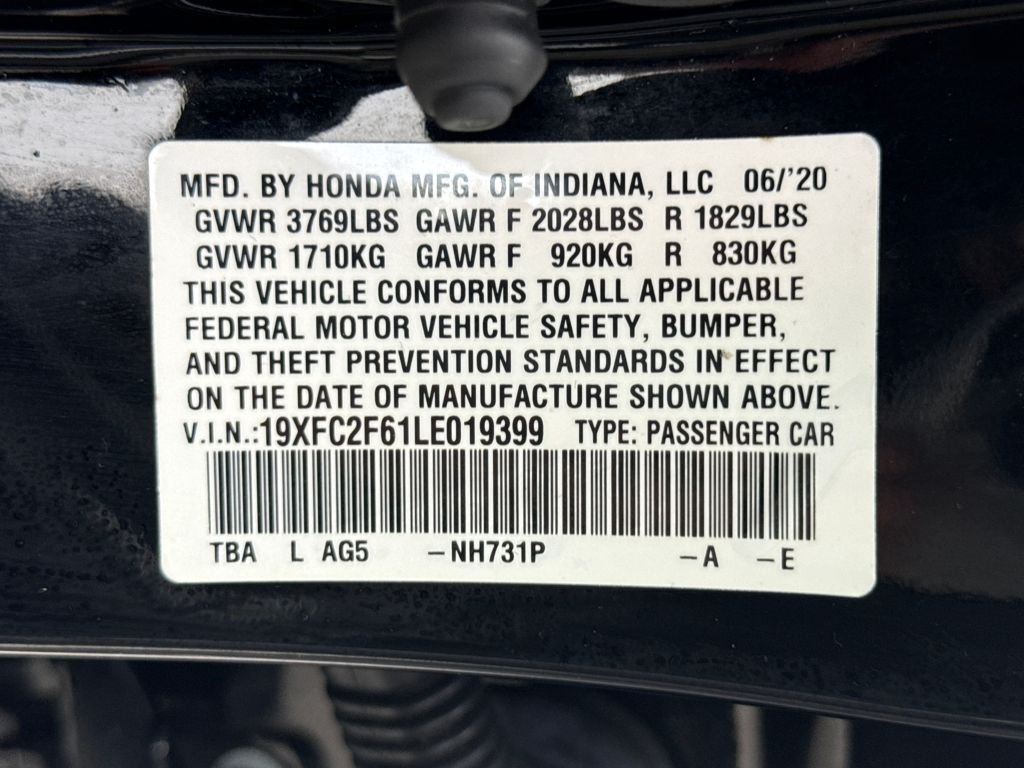 MFD. BY HONDA MFG. OF INDIANA, LLC 06/'20
GVWR 3769LBS GAWR F 2028LBS R 1829LBS
GVWR 1710KG GAWR F 920KG R 830KG
THIS VEHICLE CONFORMS TO ALL APPLICABLE
FEDERAL MOTOR VEHICLE SAFETY, BUMPER,
AND THEFT PREVENTION STANDARDS IN EFFECT
ON THE DATE OF MANUFACTURE SHOWN ABOVE.
V.I.N.:19XFC2F61LE019399 TYPE: PASSENGER CAR
TBA L AG5 –NH731P –A –E